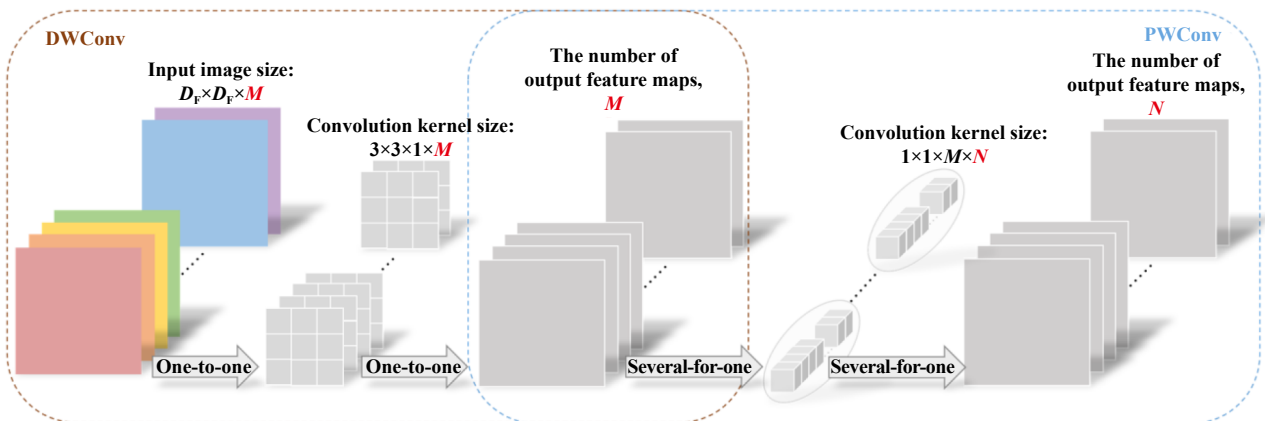 DWConv
Input image size:
D_F×D_F×M
Convolution kernel size:
3×3×1×M
The number of
output feature maps,
M
PWConv
The number of
output feature maps,
N
Convolution kernel size:
1×1×M×N
One-to-one
One-to-one
Several-for-one
Several-for-one